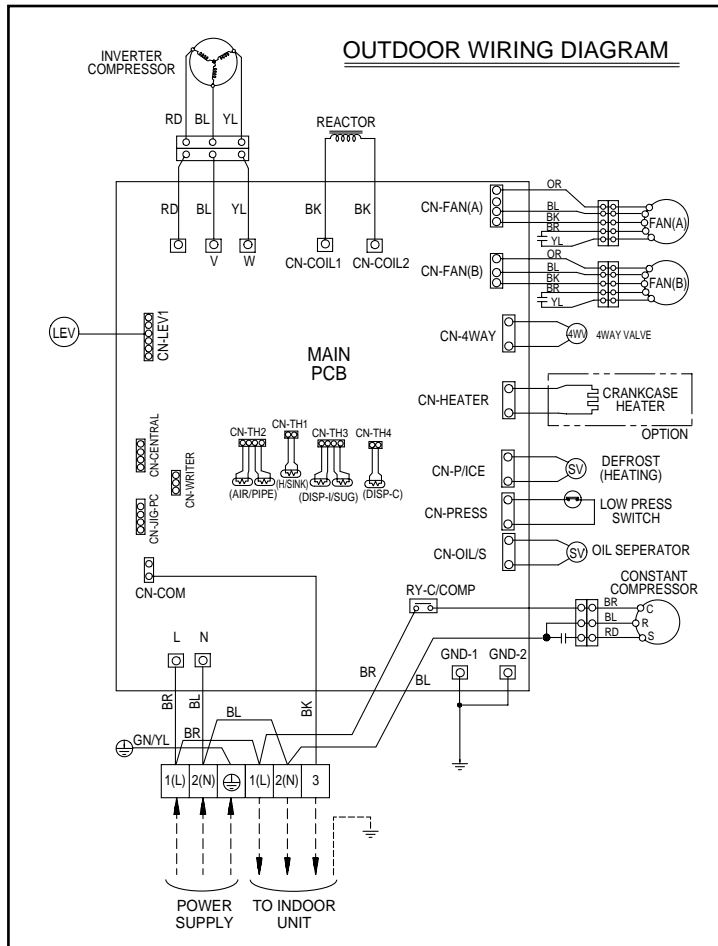 OUTDOOR WIRING DIAGRAM
INVERTER
COMPRESSOR
RD BL YL
REACTOR
RD BL YL
BK BK
V W
CN-COIL1 CN-COIL2
CN-FAN(A)
OR
BL
BK
BR
YL
FAN(A)
CN-FAN(B)
OR
BL
BK
BR
YL
FAN(B)
LEV
CN-LEV1
CN-4WAY
4WV
4WAY VALVE
MAIN
PCB
CN-HEATER
CRANKCASE
HEATER
OPTION
CN-CENTRAL
CN-WRITER
CN-JIG-PC
CN-TH2
CN-TH1
CN-TH3
CN-TH4
(AIR/PIPE)
(H/SINK)
(DISP-I/SUG)
(DISP-C)
CN-P/ICE
SV
DEFROST
(HEATING)
CN-PRESS
LOW PRESS
SWITCH
CN-OIL/S
SV
OIL SEPERATOR
CN-COM
RY-C/COMP
CONSTANT
COMPRESSOR
BR
BL
RD
C
R
S
L N
GND-1 GND-2
BR
BL
BK
BR
BL
BL
BR
GN/YL
1(L) 2(N) 1(L) 2(N) 3
POWER
SUPPLY
TO INDOOR
UNIT